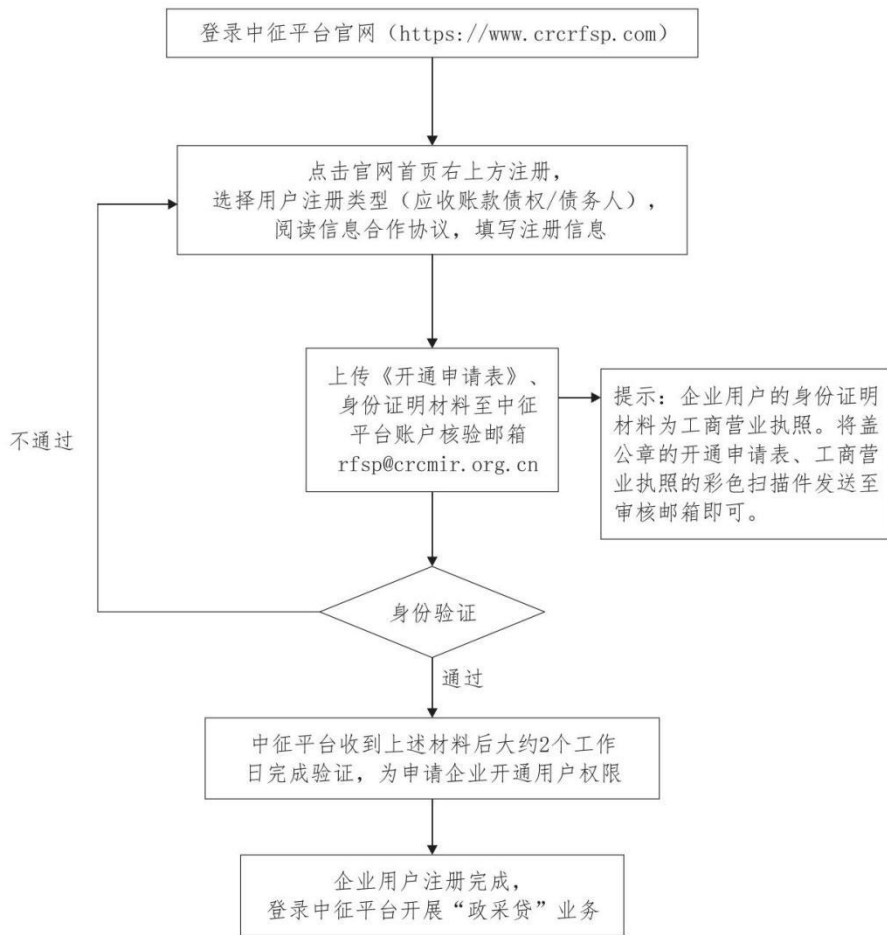 登录中征平台官网（https://www.crcrfsp.com）
点击官网首页右上方注册，
选择用户注册类型（应收账款债权/债务人），
阅读信息合作协议，填写注册信息
上传《开通申请表》、
身份证明材料至中征
平台账户核验邮箱
rfsp@crcmir.org.cn
提示：企业用户的身份证明
材料为工商营业执照。将盖
公章的开通申请表、工商营
业执照的彩色扫描件发送至
审核邮箱即可。
不通过
身份验证
通过
中征平台收到上述材料后大约2个工作
日完成验证，为申请企业开通用户权限
企业用户注册完成，
登录中征平台开展“政采贷”业务